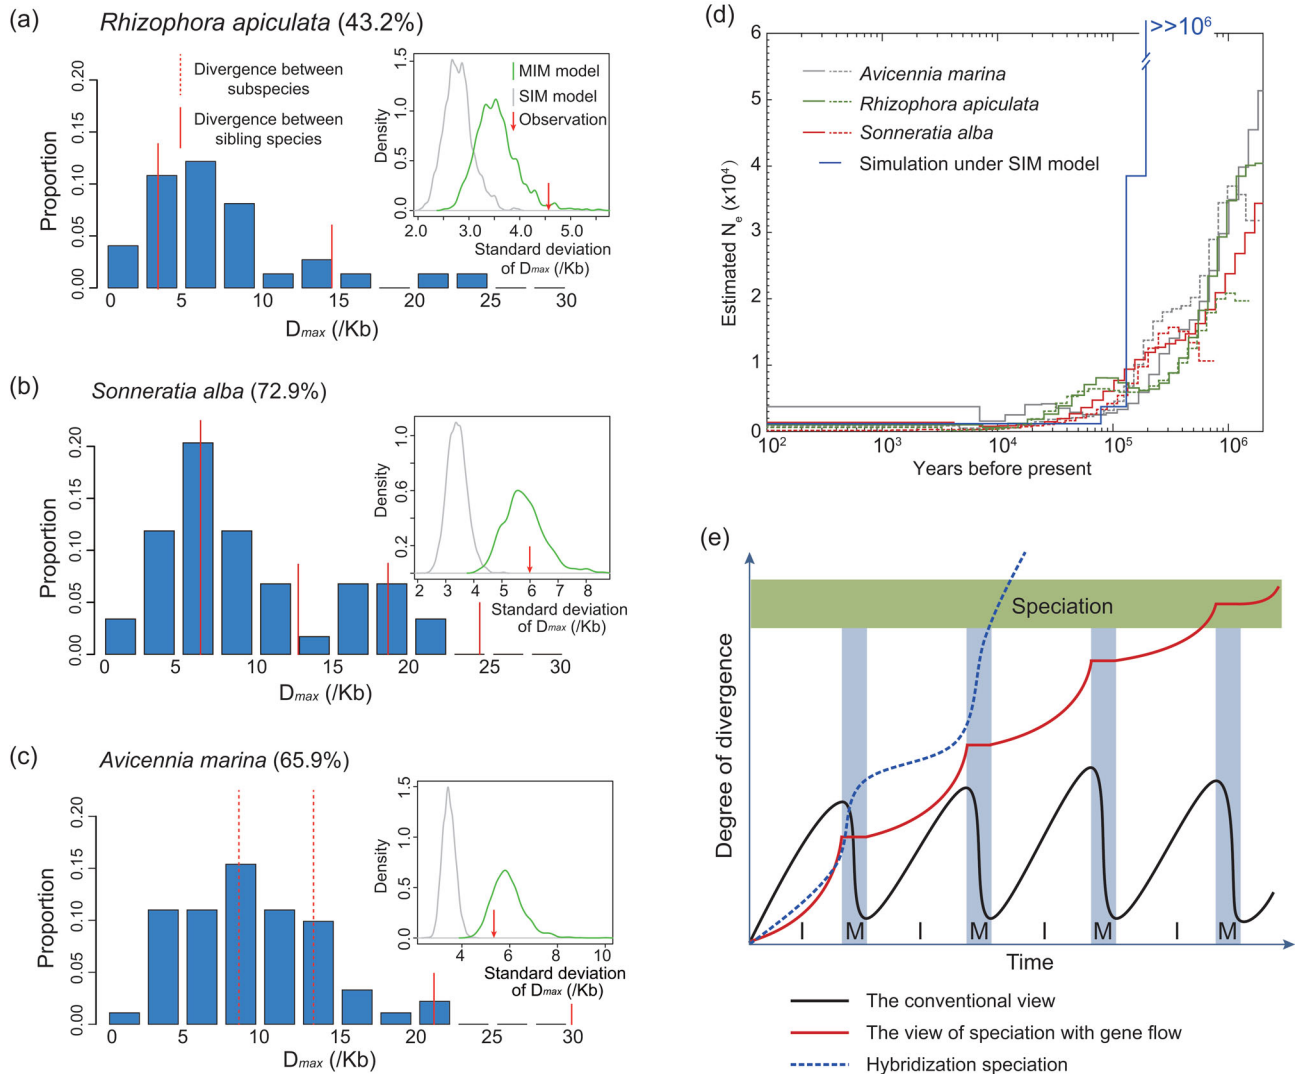 (a)
Rhizophora apiculata (43.2%)
Divergence between
subspecies
Divergence between
sibling species
Proportion
0.20
0.15
0.10
0.05
0.00
0 5 10 15 20 25 30
Dmax (/Kb)
MIM model
SIM model
Observation
Density
1.5
1.0
0.5
0.0
2.0 3.0 4.0 5.0
Standard deviation
of Dmax (/Kb)
(b)
Sonneratia alba (72.9%)
Proportion
0.20
0.15
0.10
0.05
0.00
5 10 15 20 25 30
Dmax (/Kb)
Density
1.0
0.6
0.2
2 3 4 5 6 7 8
Standard deviation
of Dmax (/Kb)
(c)
Avicennia marina (65.9%)
Proportion
0.20
0.15
0.10
0.05
0.00
0 5 10 15 20 25 30
Dmax (/Kb)
Density
1.5
1.0
0.5
0.0
4 6 8 10
Standard deviation
of Dmax (/Kb)
(d)
>>10⁶
Avicennia marina
Rhizophora apiculata
Sonneratia alba
Simulation under SIM model
Estimated Ne (x10⁴)
6
5
4
3
2
1
0
10² 10³ 10⁴ 10⁵ 10⁶
Years before present
(e)
Speciation
Degree of divergence
I M I M I M I M
Time
The conventional view
The view of speciation with gene flow
Hybridization speciation